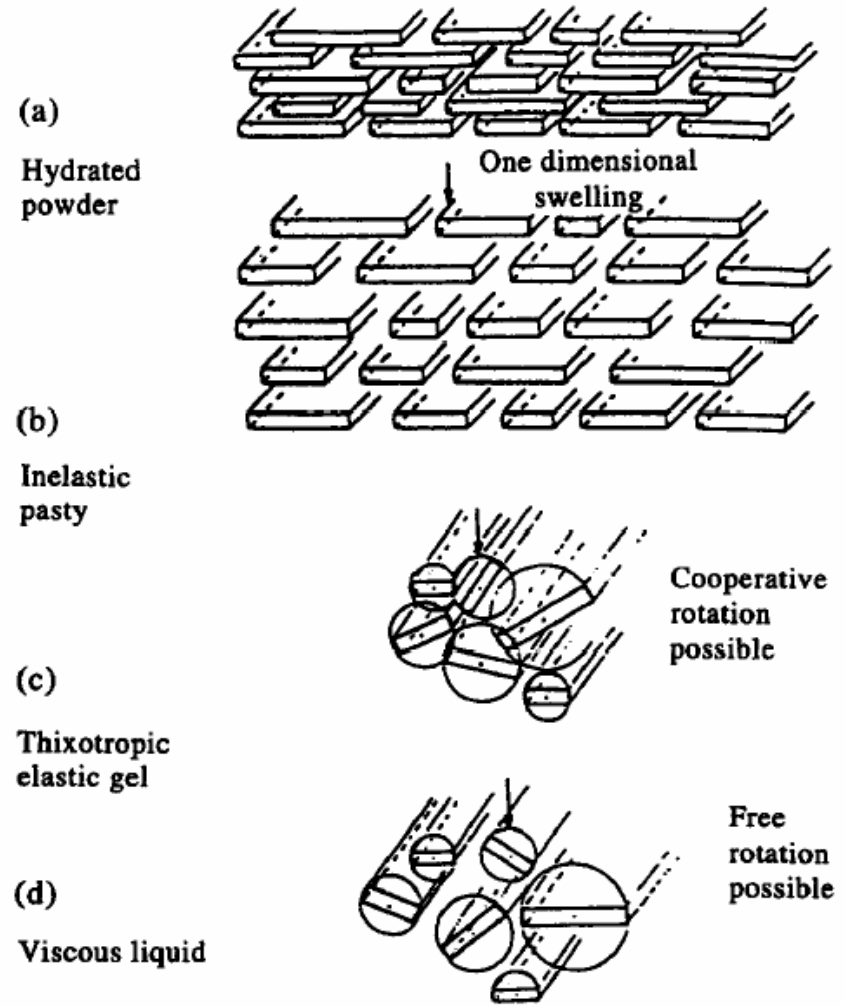 (a)
Hydrated
powder
One dimensional
swelling
(b)
Inelastic
pasty
Cooperative
rotation
possible
(c)
Thixotropic
elastic gel
Free
rotation
possible
(d)
Viscous liquid